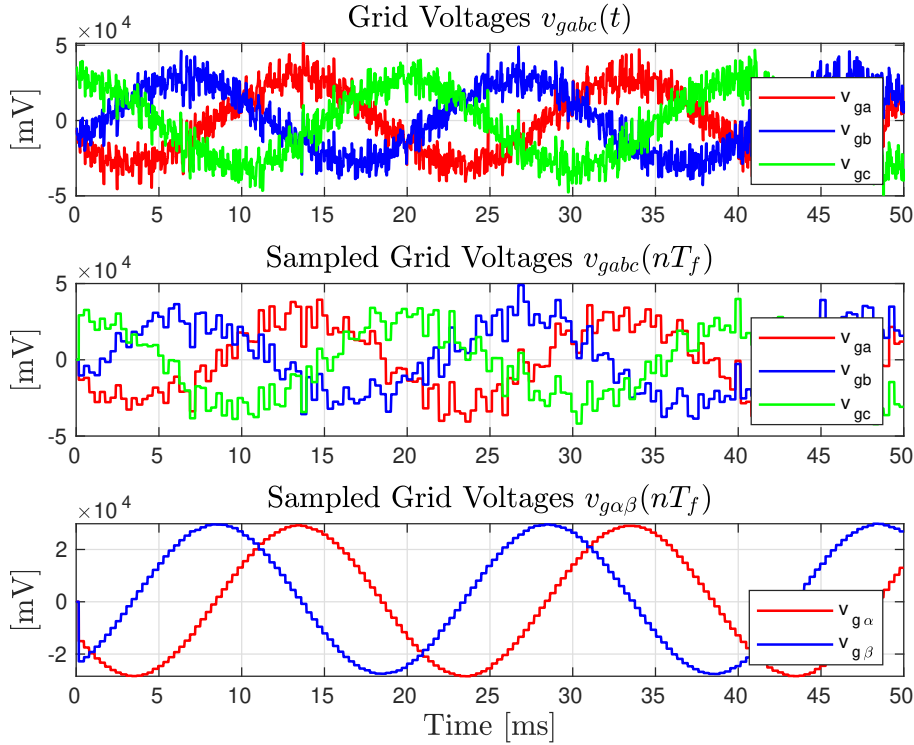 Grid Voltages v_gabc(t)
×10^4
5
0
-5
[mV]
v_ga
v_gb
v_gc
0 5 10 15 20 25 30 35 40 45 50
Sampled Grid Voltages v_gabc(nT_f)
×10^4
5
0
-5
[mV]
v_ga
v_gb
v_gc
0 5 10 15 20 25 30 35 40 45 50
Sampled Grid Voltages v_gαβ(nT_f)
×10^4
2
0
-2
[mV]
v_gα
v_gβ
0 5 10 15 20 25 30 35 40 45 50
Time [ms]